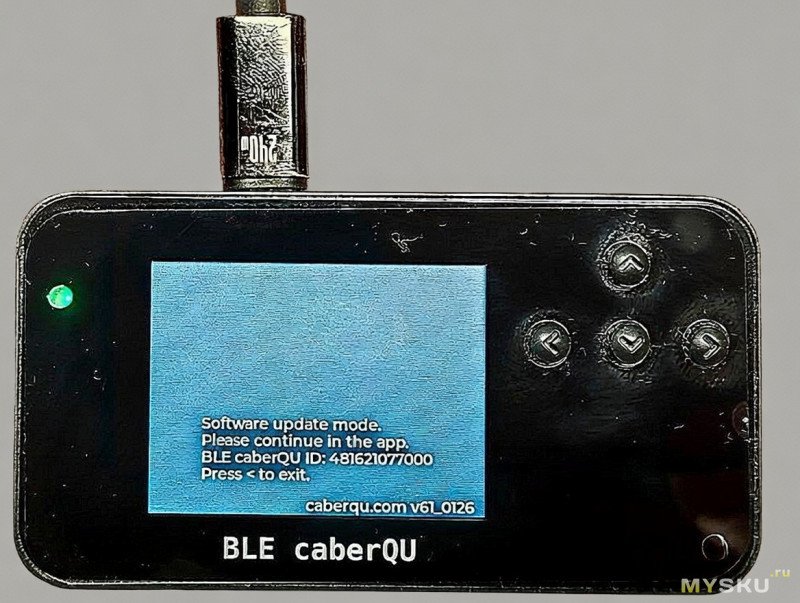 Software update mode.
Please continue in the app.
BLE caberQU ID: 481621077000
Press < to exit.
caberqu.com v61_0126
BLE caberQU
MYSKU.ru